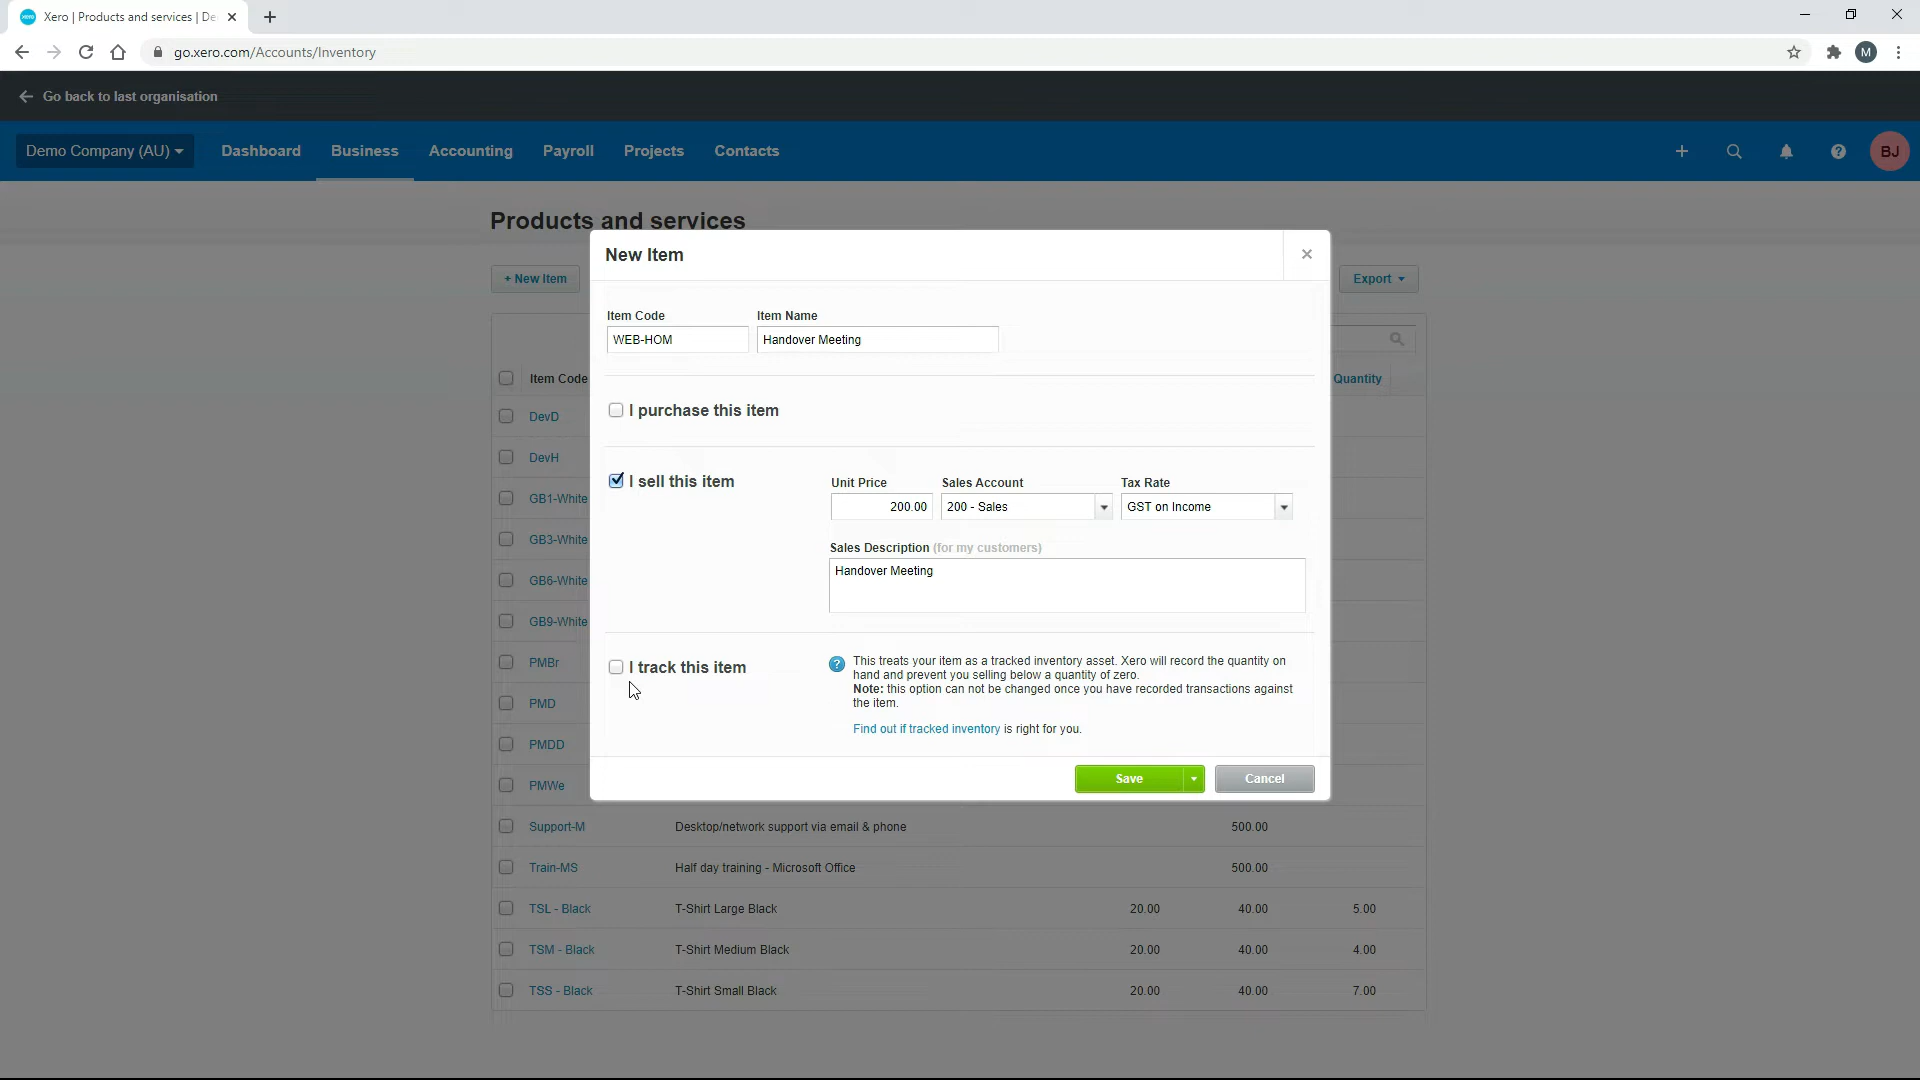 Xero | Products and services | De
go.xero.com/Accounts/Inventory
M
Go back to last organisation
Demo Company (AU)
Dashboard
Business
Accounting
Payroll
Projects
Contacts
BJ
Products and services
+ New Item
Export
New Item
Item Code
Item Name
WEB-HOM
Handover Meeting
I purchase this item
I sell this item
Unit Price
Sales Account
Tax Rate
200.00
200 - Sales
GST on Income
Sales Description (for my customers)
Handover Meeting
I track this item
This treats your item as a tracked inventory asset. Xero will record the quantity on
hand and prevent you selling below a quantity of zero.
Note: this option can not be changed once you have recorded transactions against
the item.
Find out if tracked inventory is right for you.
Save
Cancel
Item Code
Quantity
DevD
DevH
GB1-White
GB3-White
GB6-White
GB9-White
PMBr
PMD
PMDD
PMWe
Support-M Desktop/network support via email & phone 500.00
Train-MS Half day training - Microsoft Office 500.00
TSL - Black T-Shirt Large Black 20.00 40.00 5.00
TSM - Black T-Shirt Medium Black 20.00 40.00 4.00
TSS - Black T-Shirt Small Black 20.00 40.00 7.00